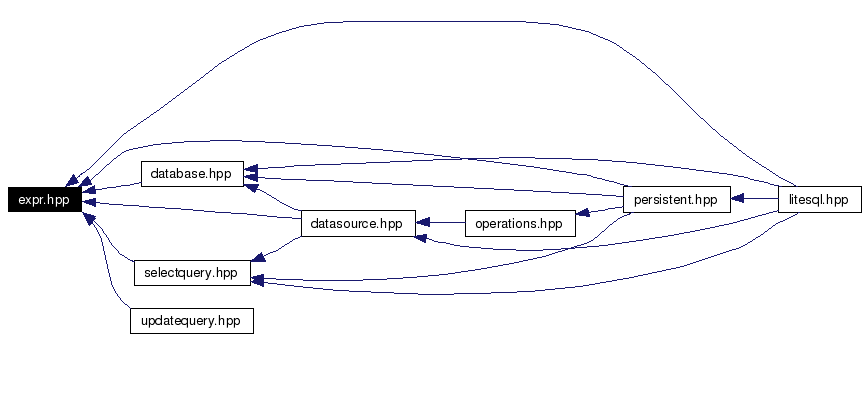 database.hpp
expr.hpp
persistent.hpp
litesql.hpp
datasource.hpp
operations.hpp
selectquery.hpp
updatequery.hpp